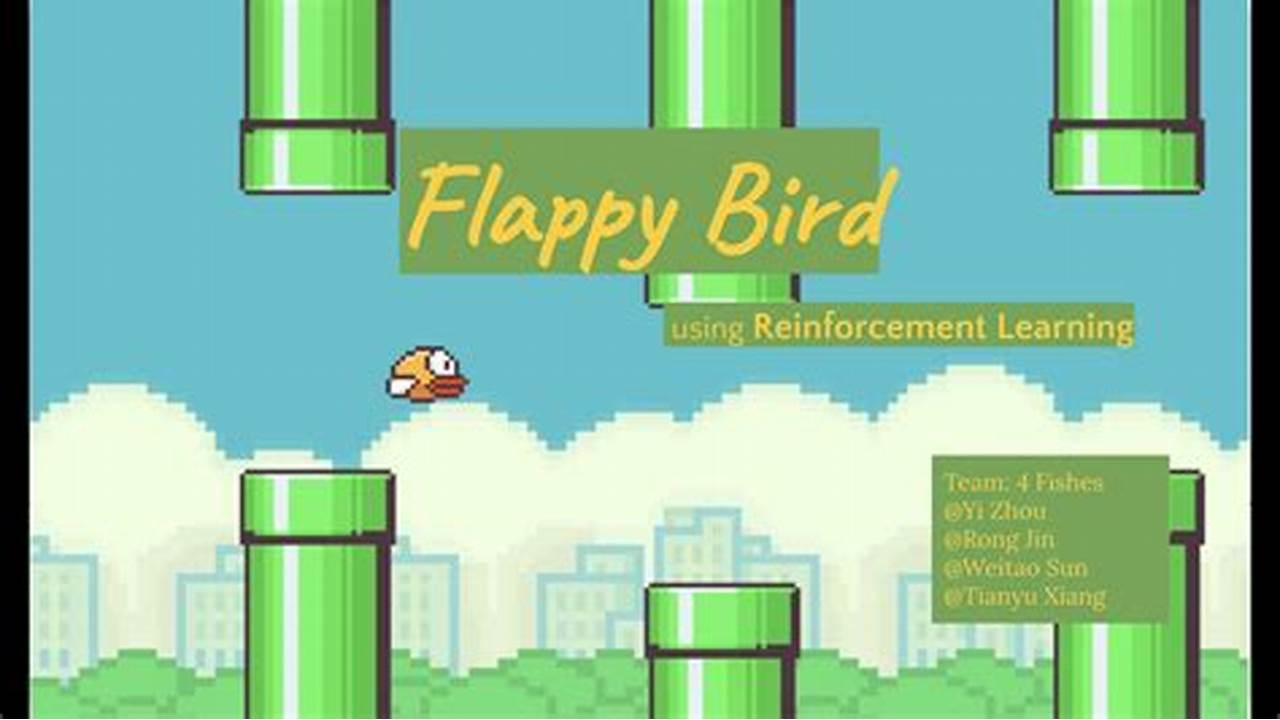 Flappy Bird
using Reinforcement Learning
Team: 4 Fishes
@Yi Zhou
@Rong Jin
@Weitao Sun
@Tianyu Xiang